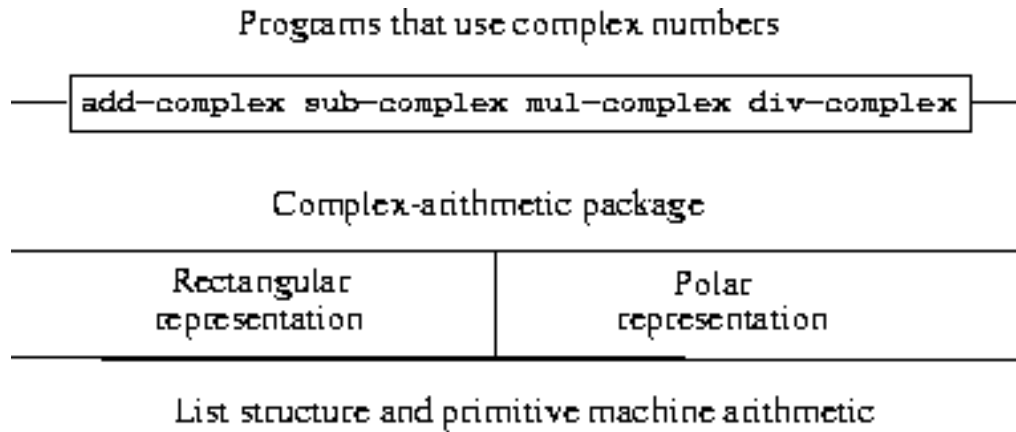 Programs that use complex numbers
add-complex sub-complex mul-complex div-complex
Complex-arithmetic package
Rectangular
representation
Polar
representation
List structure and primitive machine arithmetic